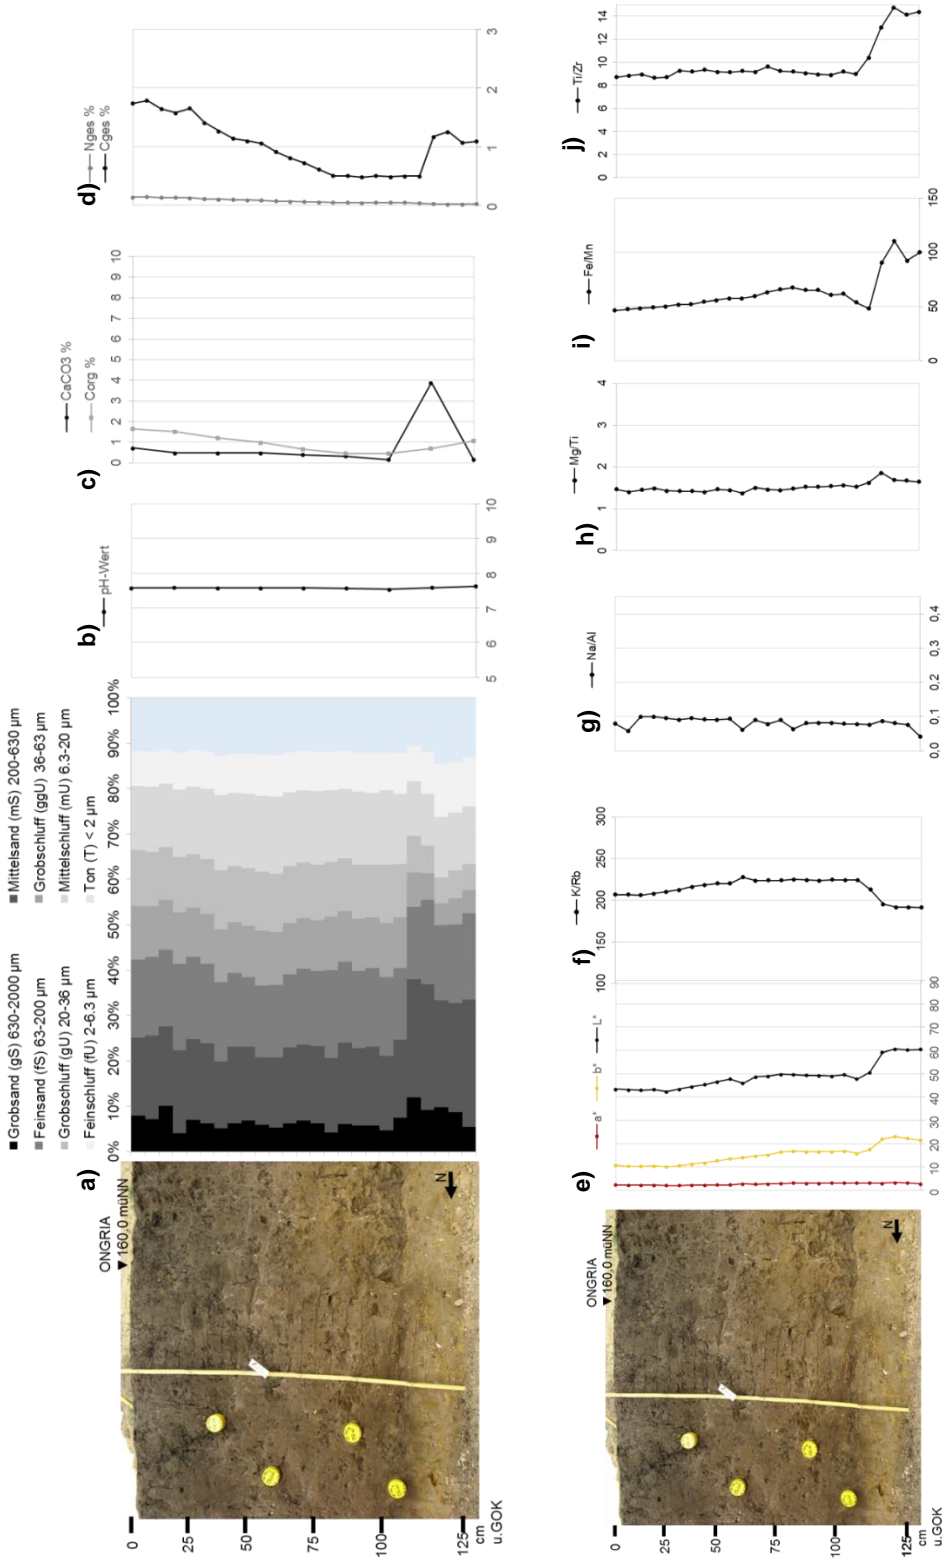 a)
ONGRIA
160,0 müNN
N
0
25
50
75
100
125
cm
u.GOK
Grobsand (gS) 630-2000 µm
Mittelsand (mS) 200-630 µm
Feinsand (fS) 63-200 µm
Grobschluff (ggU) 36-63 µm
Grobschluff (gU) 20-36 µm
Mittelschluff (mU) 6.3-20 µm
Feinschluff (fU) 2-6.3 µm
Ton (T) < 2 µm
0% 10% 20% 30% 40% 50% 60% 70% 80% 90% 100%
b)
pH-Wert
5 6 7 8 9 10
c)
CaCO3 %
Corg %
0 1 2 3 4 5 6 7 8 9 10
d)
Nges %
Cges %
0 1 2 3
ONGRIA
160,0 müNN
N
0
25
50
75
100
125
cm
u.GOK
e)
a* b* L*
0 10 20 30 40 50 60 70 80 90
f)
K/Rb
100 150 200 250 300
g)
Na/Al
0,0 0,1 0,2 0,3 0,4
h)
Mg/Ti
0 1 2 3 4
i)
Fe/Mn
0 50 100 150
j)
Ti/Zr
0 2 4 6 8 10 12 14